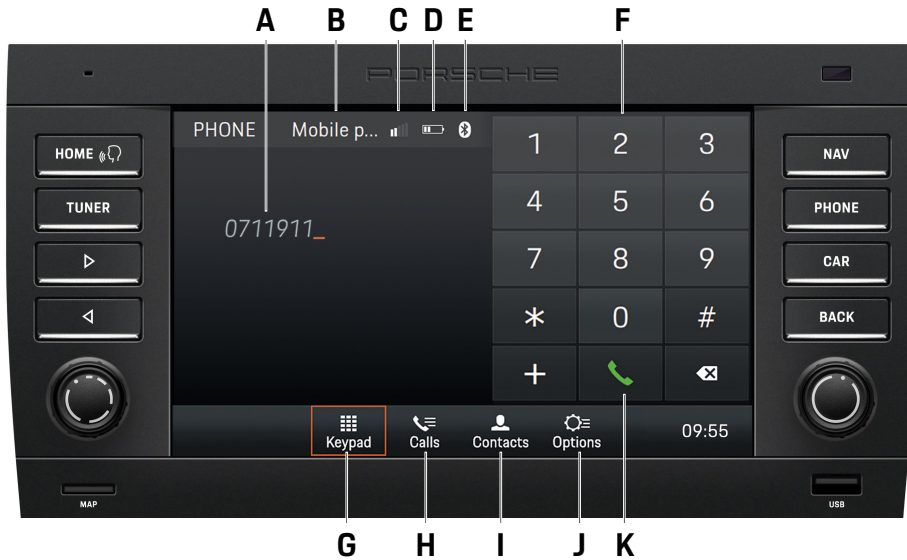 A B C D E F
PORSCHE
PHONE Mobile p... 1 2 3
HOME NAV
TUNER 4 5 6 PHONE
0711911_
7 8 9 CAR
* 0 # BACK
+
Keypad Calls Contacts Options 09:55
MAP USB
G H I J K